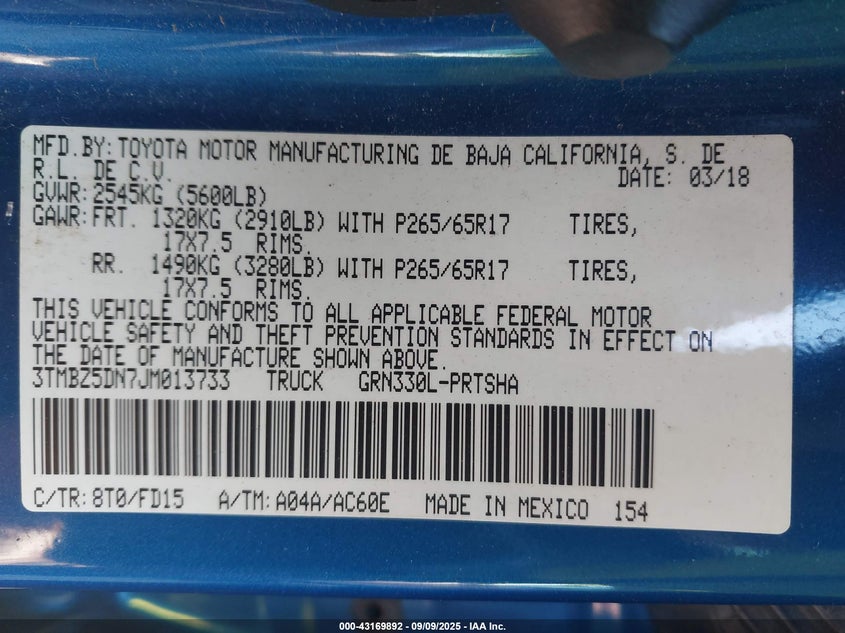 MFD.BY: TOYOTA MOTOR MANUFACTURING DE BAJA CALIFORNIA, S. DE
R.L. DE C.V. DATE: 03/18
GVWR: 2545KG (5600LB)
GAWR: FRT. 1320KG (2910LB) WITH P265/65R17 TIRES,
17X7.5 RIMS.
RR. 1490KG (3280LB) WITH P265/65R17 TIRES,
17X7.5 RIMS.
THIS VEHICLE CONFORMS TO ALL APPLICABLE FEDERAL MOTOR
VEHICLE SAFETY AND THEFT PREVENTION STANDARDS IN EFFECT ON
THE DATE OF MANUFACTURE SHOWN ABOVE.
3TMBZ5DN7JM013733 TRUCK GRN330L-PRTSHA
C/TR: 8T0/FD15 A/TM: A04A/AC60E MADE IN MEXICO 154
000-43169892 - 09/09/2025 - IAA Inc.